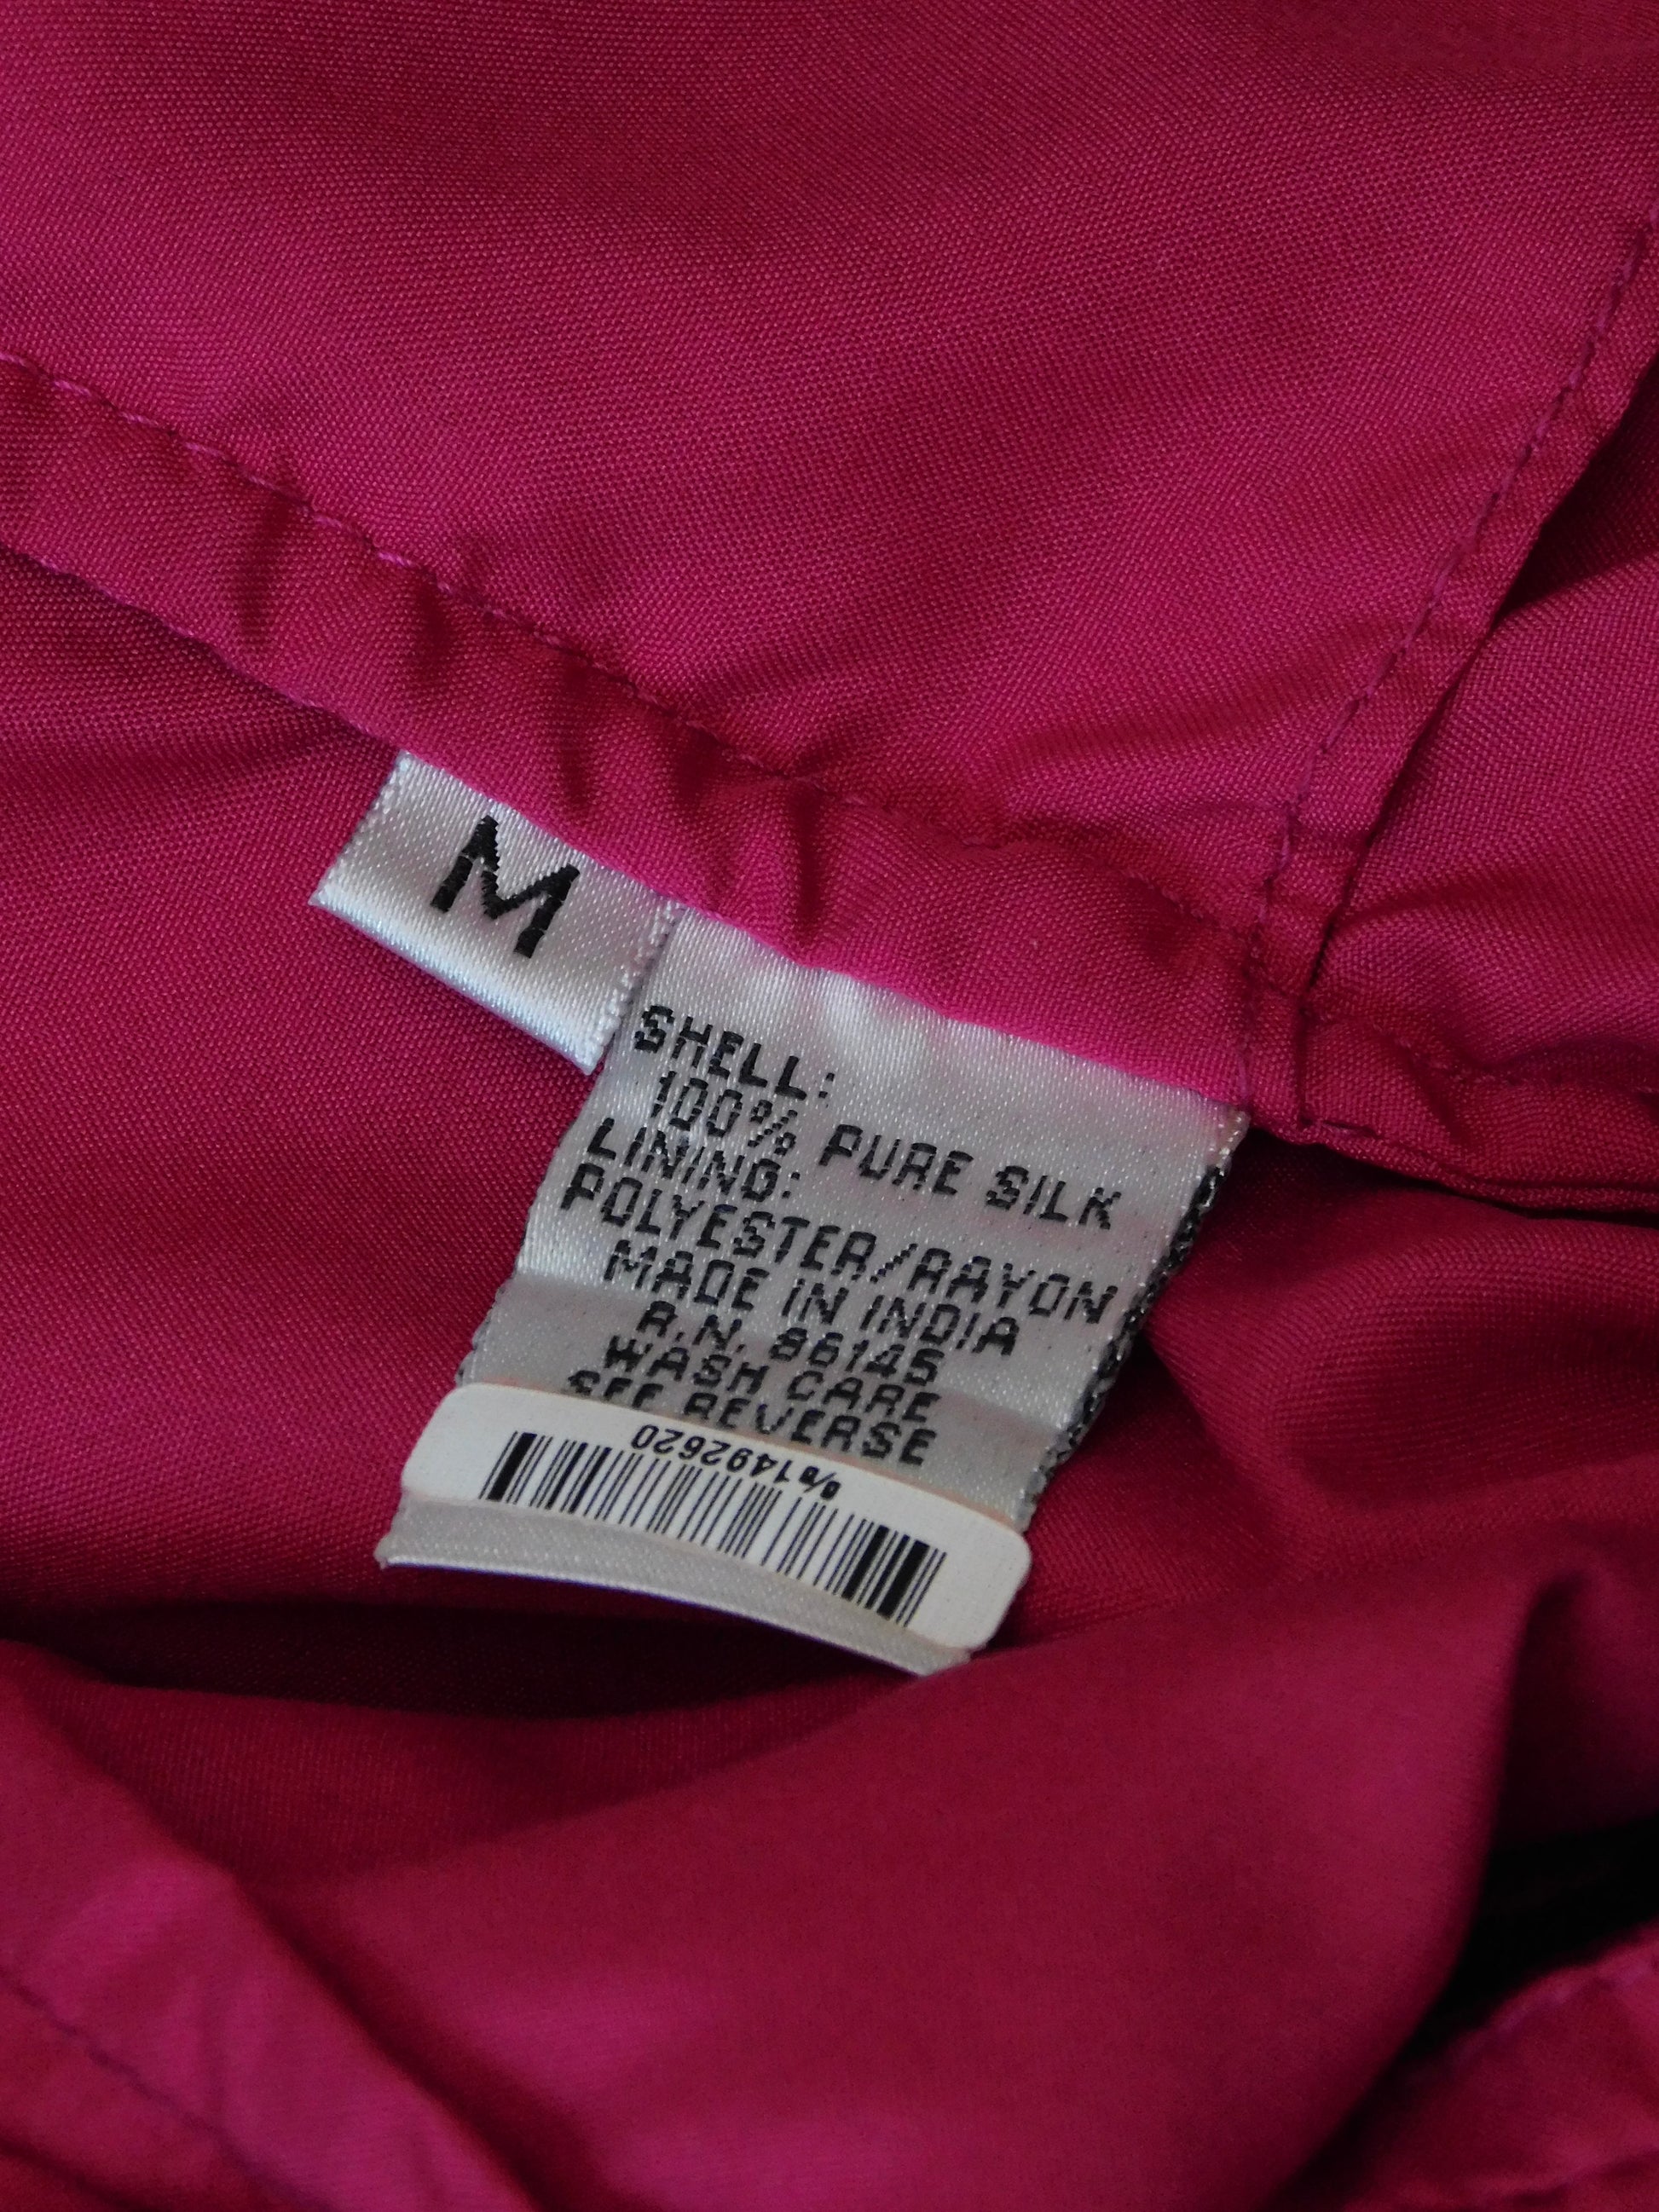 M
SHELL:
100% PURE SILK
LINING:
POLYESTER/RAYON
MADE IN INDIA
R.N. 86145
WASH CARE
SEE REVERSE
1492620